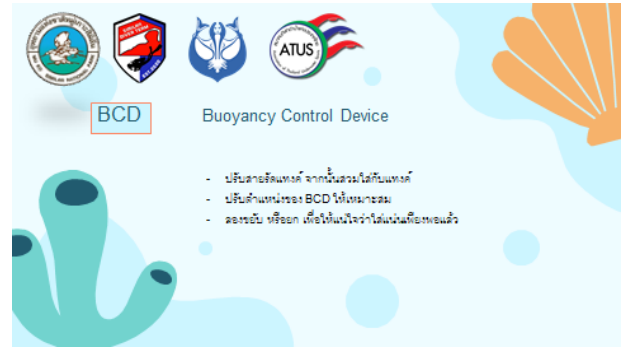 ATUS
BCD
Buoyancy Control Device
- ปรับสายรัดแทงค์ จากนั้นสวมใส่กับแทงค์
- ปรับตำแหน่งของ BCD ให้เหมาะสม
- ลองขยับ หรือยก เพื่อให้แน่ใจว่าใส่แน่นเพียงพอแล้ว